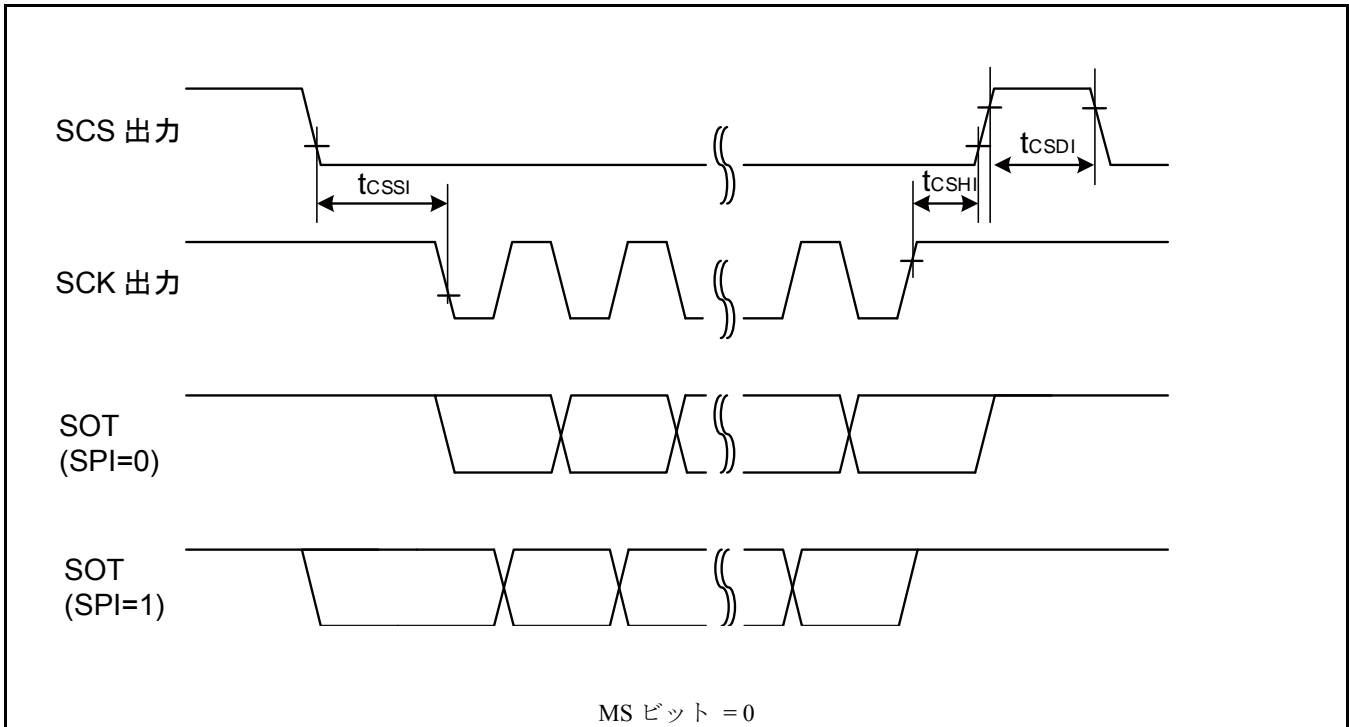 SCS 出力
tCSDI
tCSSI
tCSHI
SCK 出力
SOT
(SPI=0)
SOT
(SPI=1)
MS ビット = 0